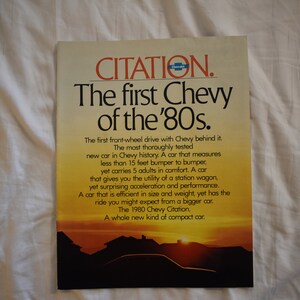 CITATION.
The first Chevy
of the '80s.
The first front-wheel drive with Chevy behind it.
The most thoroughly tested
new car in Chevy history. A car that measures
less than 15 feet bumper to bumper,
yet carries 5 adults in comfort. A car
that gives you the utility of a station wagon,
yet surprising acceleration and performance.
A car that is efficient in size and weight, yet has the
ride you might expect from a bigger car.
The 1980 Chevy Citation.
A whole new kind of compact car.